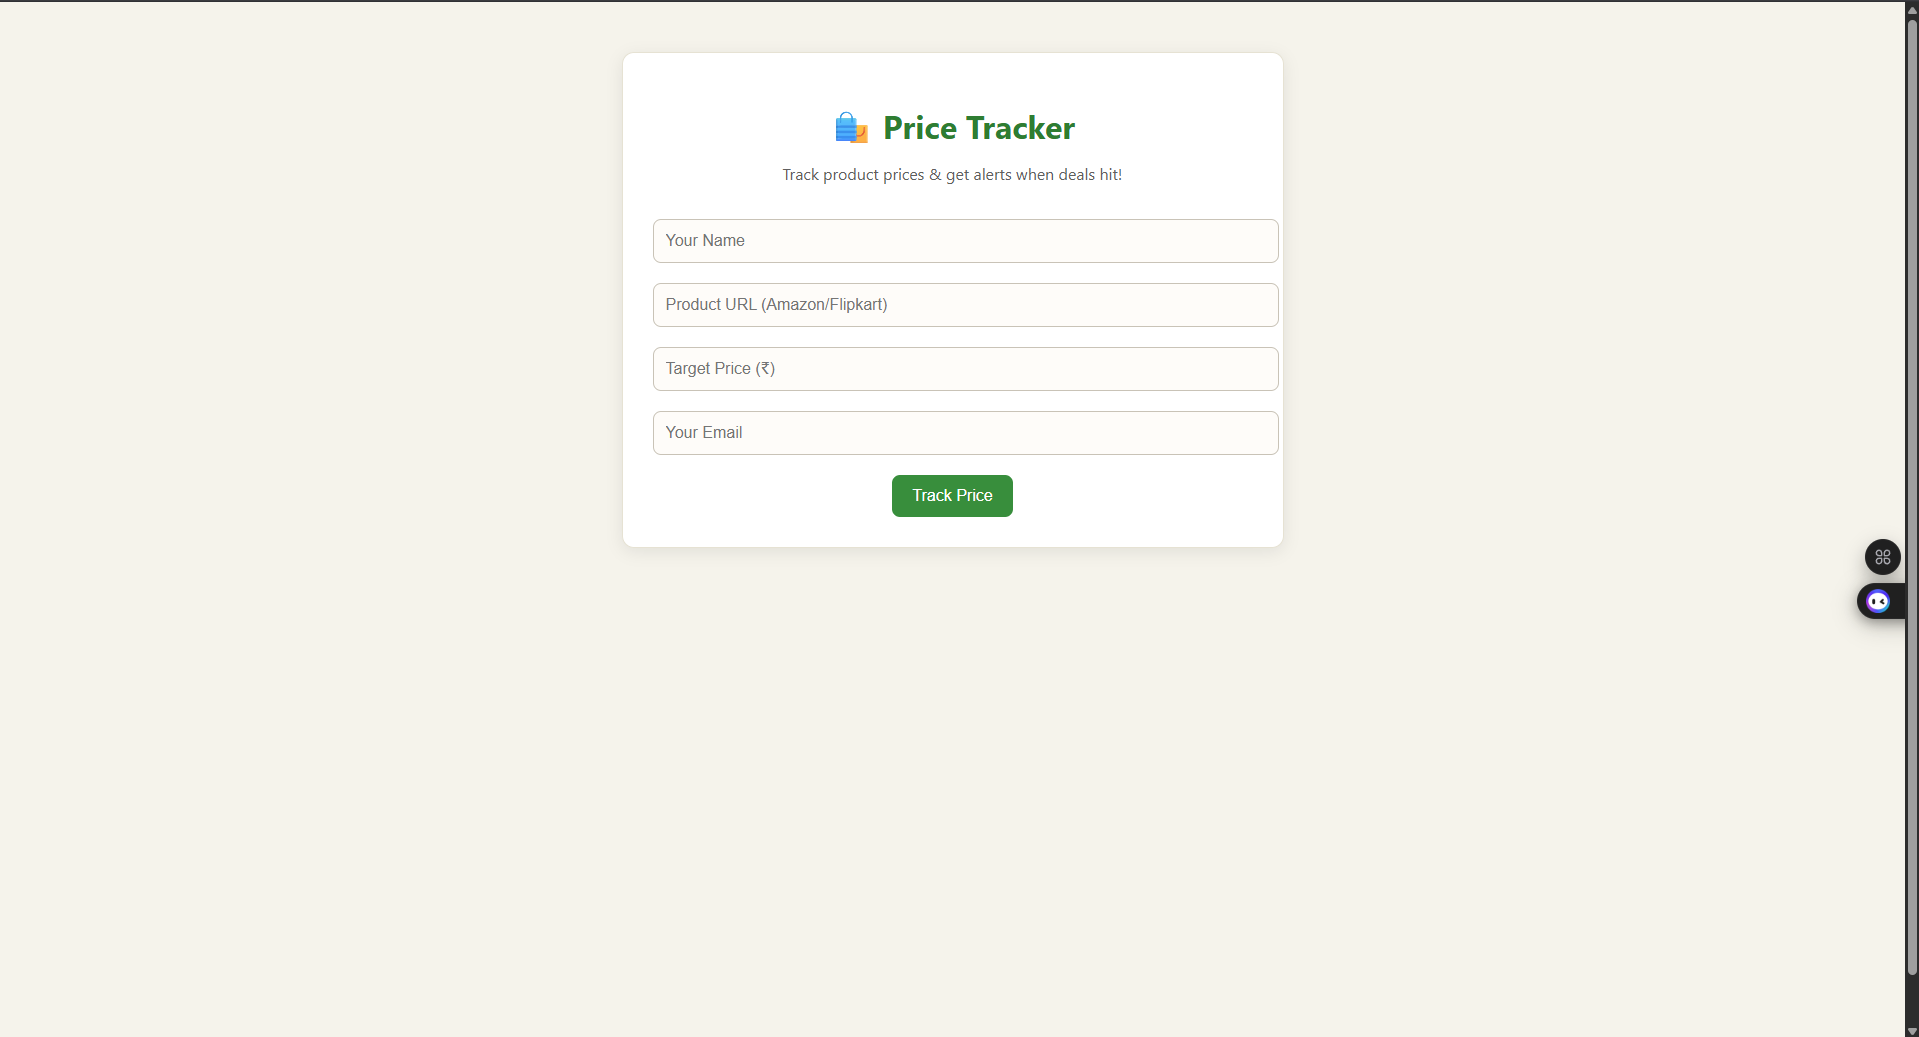 Price Tracker
Track product prices & get alerts when deals hit!
Your Name
Product URL (Amazon/Flipkart)
Target Price (₹)
Your Email
Track Price